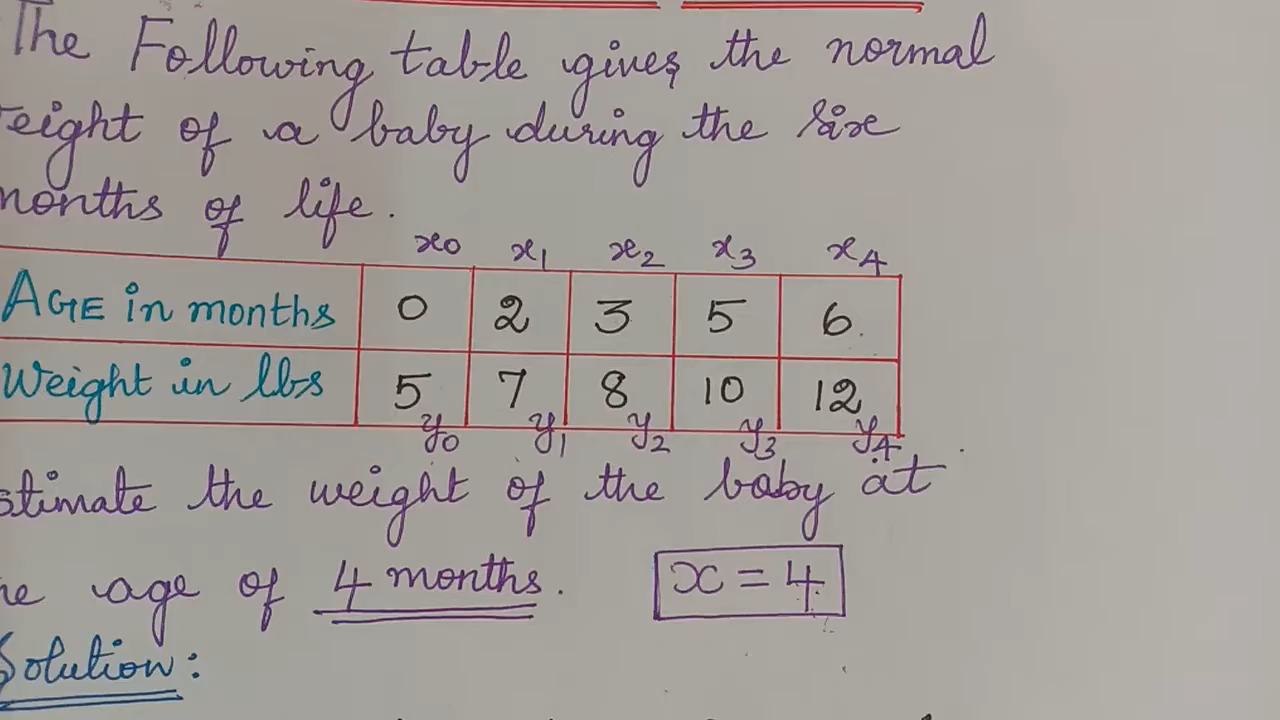 The Following table gives the normal
eight of a baby during the six
months of life.
x0 x1 x2 x3 x4
AGE in months 0 2 3 5 6
Weight in lbs 5 7 8 10 12
y0 y1 y2 y3 y4
stimate the weight of the baby at
he age of 4 months. x = 4
Solution: